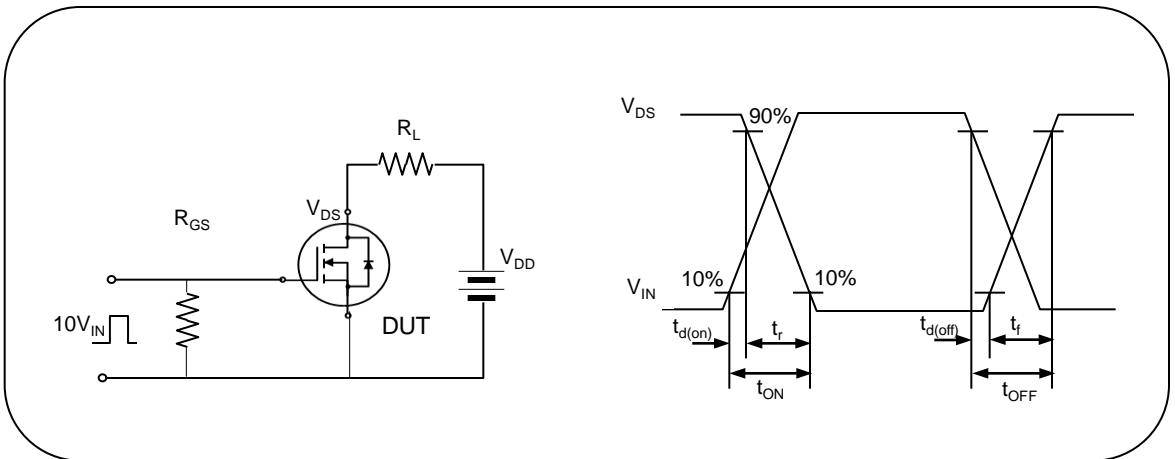 R_L
V_DS
R_GS
V_DD
10V_IN
DUT
V_DS
90%
V_IN
10%
10%
t_d(on)
t_r
t_ON
t_d(off)
t_f
t_OFF